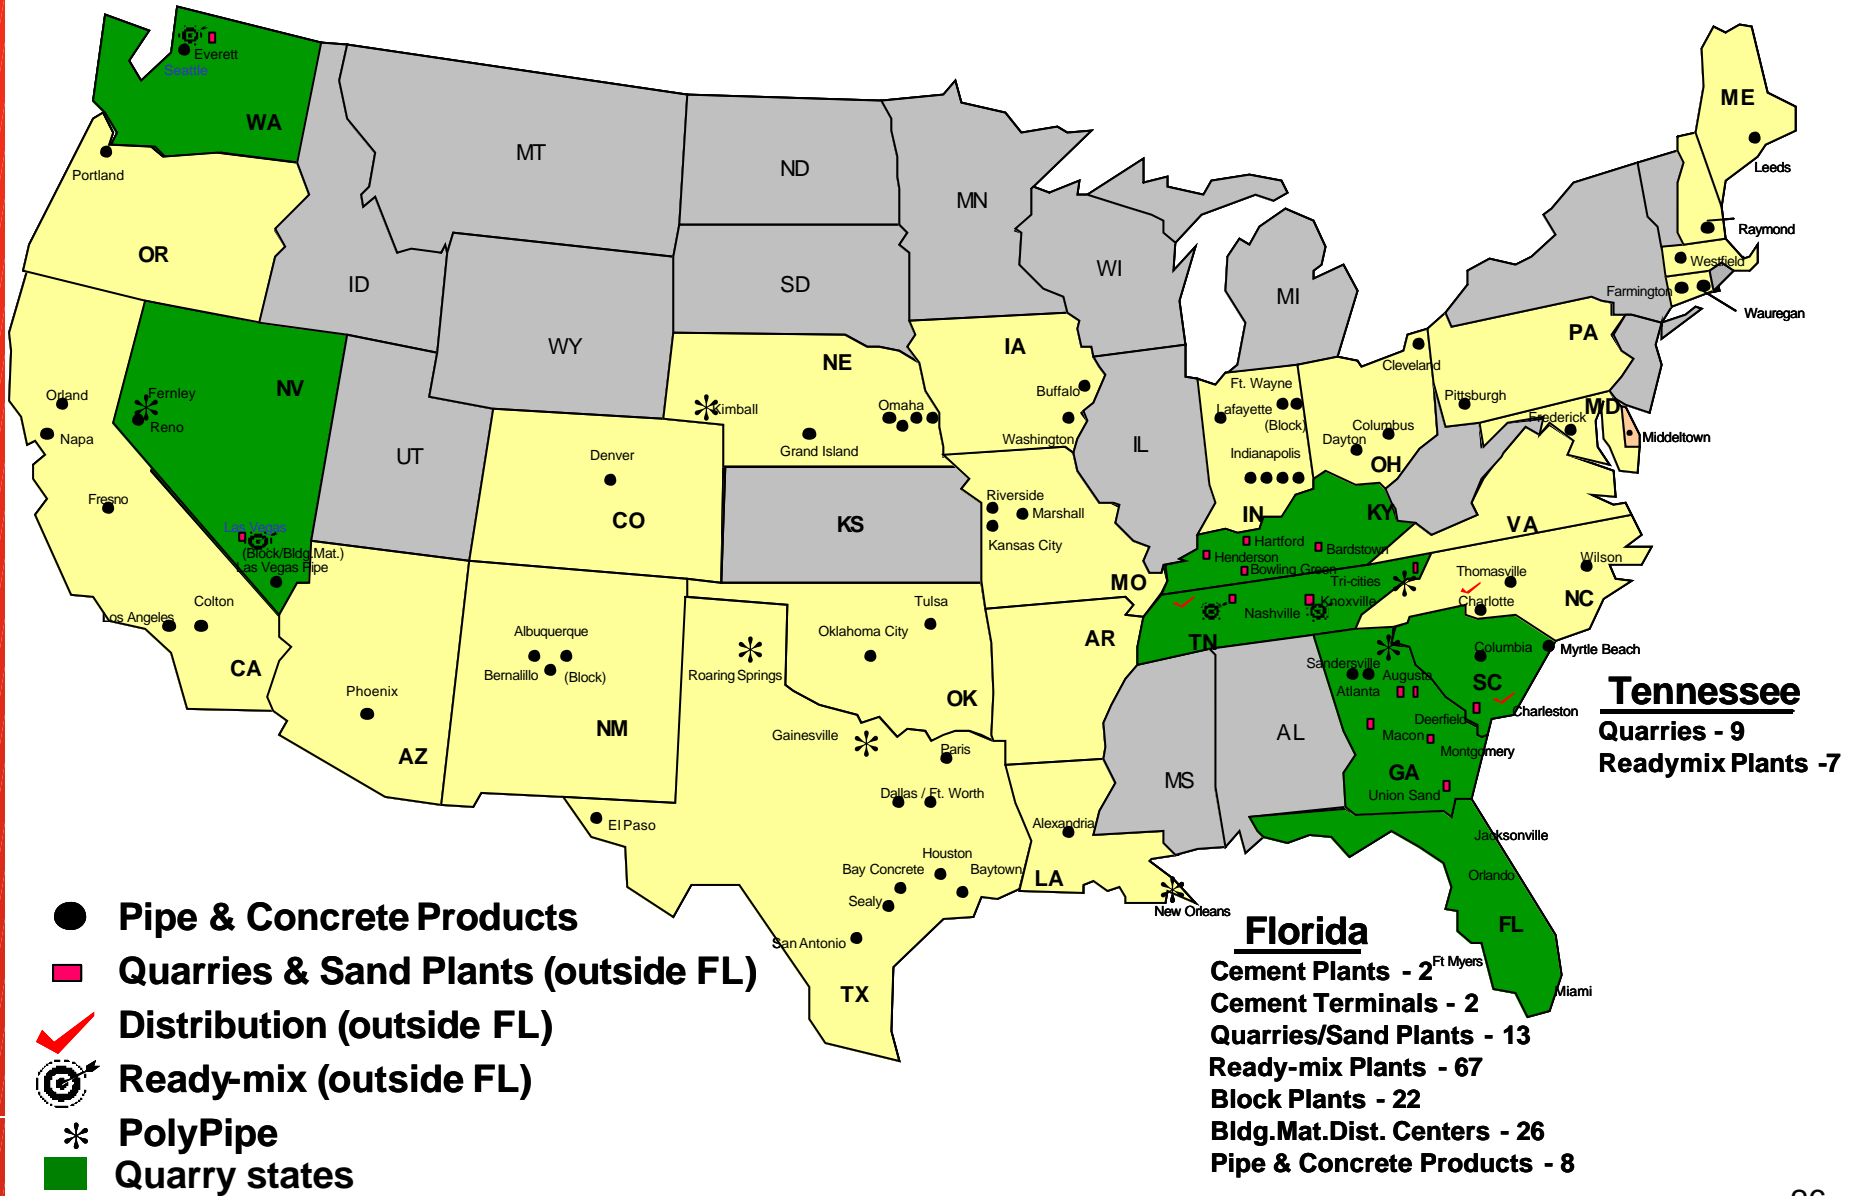 Everett
Seattle
WA
Portland
OR
MT
ID
WY
ND
SD
MN
WI
MI
ME
Leeds
Raymond
Westfield
Farmington
Wauregan
PA
Pittsburgh
Cleveland
MD
Frederick
Middeltown
NE
Kimball
Omaha
Grand Island
IA
Buffalo
Washington
IL
Ft. Wayne
Lafayette
(Block)
Indianapolis
IN
Columbus
Dayton
OH
Orland
Napa
Fresno
Los Angeles
Colton
CA
Fernley
Reno
NV
Las Vegas
(Block/Bldg.Mat.)
Las Vegas Pipe
UT
Denver
CO
KS
Riverside
Marshall
Kansas City
MO
KY
Hartford
Henderson
Bardstown
Bowling Green
VA
Tri-cities
Knoxville
Nashville
TN
Wilson
Thomasville
Charlotte
NC
Phoenix
AZ
Albuquerque
Bernalillo
(Block)
NM
Roaring Springs
Tulsa
Oklahoma City
OK
AR
MS
AL
Sandersville
Atlanta
Augusta
Columbia
SC
Myrtle Beach
Charleston
Deerfield
Macon
Montgomery
GA
Union Sand
Gainesville
Paris
Dallas / Ft. Worth
El Paso
Houston
Bay Concrete
Baytown
Sealy
San Antonio
TX
Alexandria
LA
New Orleans
Jacksonville
Orlando
FL
Ft Myers
Miami
Tennessee
Quarries - 9
Readymix Plants -7
Florida
Cement Plants - 2
Cement Terminals - 2
Quarries/Sand Plants - 13
Ready-mix Plants - 67
Block Plants - 22
Bldg.Mat.Dist. Centers - 26
Pipe & Concrete Products - 8
Pipe & Concrete Products
Quarries & Sand Plants (outside FL)
Distribution (outside FL)
Ready-mix (outside FL)
PolyPipe
Quarry states